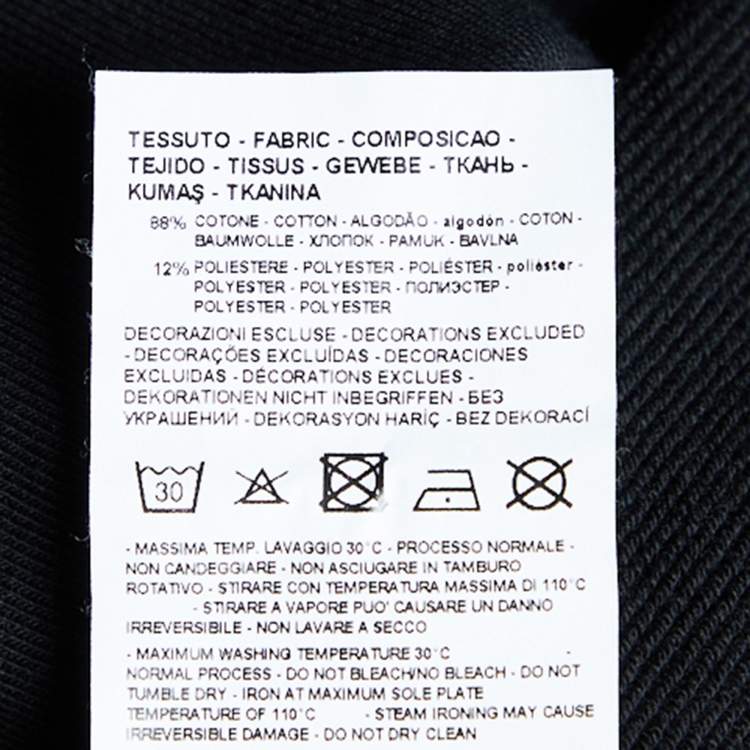 TESSUTO - FABRIC - COMPOSICAO -
TEJIDO - TISSUS - GEWEBE - ТКАНЬ -
KUMAŞ - TKANINA
88% COTONE - COTTON - ALGODÃO - algodón - COTON -
BAUMWOLLE - ХЛОПОК - PAMUK - BAVLNA
12% POLIESTERE - POLYESTER - POLIÉSTER - poliéster -
POLYESTER - POLYESTER - ПОЛИЭСТЕР -
POLYESTER - POLYESTER
DECORAZIONI ESCLUSE - DECORATIONS EXCLUDED
- DECORAÇÕES EXCLUÍDAS - DECORACIONES
EXCLUIDAS - DÉCORATIONS EXCLUES -
DEKORATIONEN NICHT INBEGRIFFEN - БЕЗ
УКРАШЕНИЙ - DEKORASYON HARİÇ - BEZ DEKORACÍ
30
- MASSIMA TEMP. LAVAGGIO 30°C - PROCESSO NORMALE -
NON CANDEGGIARE - NON ASCIUGARE IN TAMBURO
ROTATIVO - STIRARE CON TEMPERATURA MASSIMA DI 110°C
- STIRARE A VAPORE PUO' CAUSARE UN DANNO
IRREVERSIBILE - NON LAVARE A SECCO
- MAXIMUM WASHING TEMPERATURE 30°C -
NORMAL PROCESS - DO NOT BLEACH/NO BLEACH - DO NOT
TUMBLE DRY - IRON AT MAXIMUM SOLE PLATE
TEMPERATURE OF 110°C - STEAM IRONING MAY CAUSE
IRREVERSIBLE DAMAGE - DO NOT DRY CLEAN